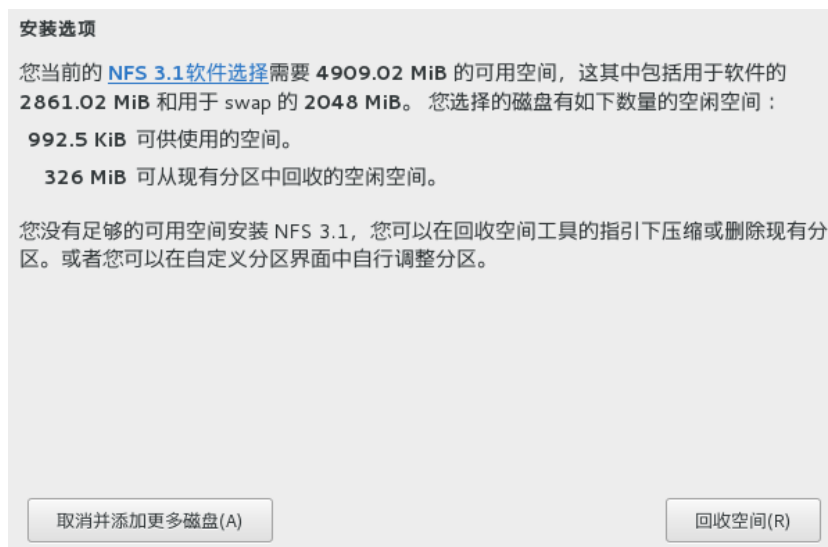 安装选项
您当前的 NFS 3.1软件选择需要 4909.02 MiB 的可用空间，这其中包括用于软件的
2861.02 MiB 和用于 swap 的 2048 MiB。 您选择的磁盘有如下数量的空闲空间：
992.5 KiB 可供使用的空间。
326 MiB 可从现有分区中回收的空闲空间。
您没有足够的可用空间安装 NFS 3.1，您可以在回收空间工具的指引下压缩或删除现有分
区。或者您可以在自定义分区界面中自行调整分区。
取消并添加更多磁盘(A)
回收空间(R)